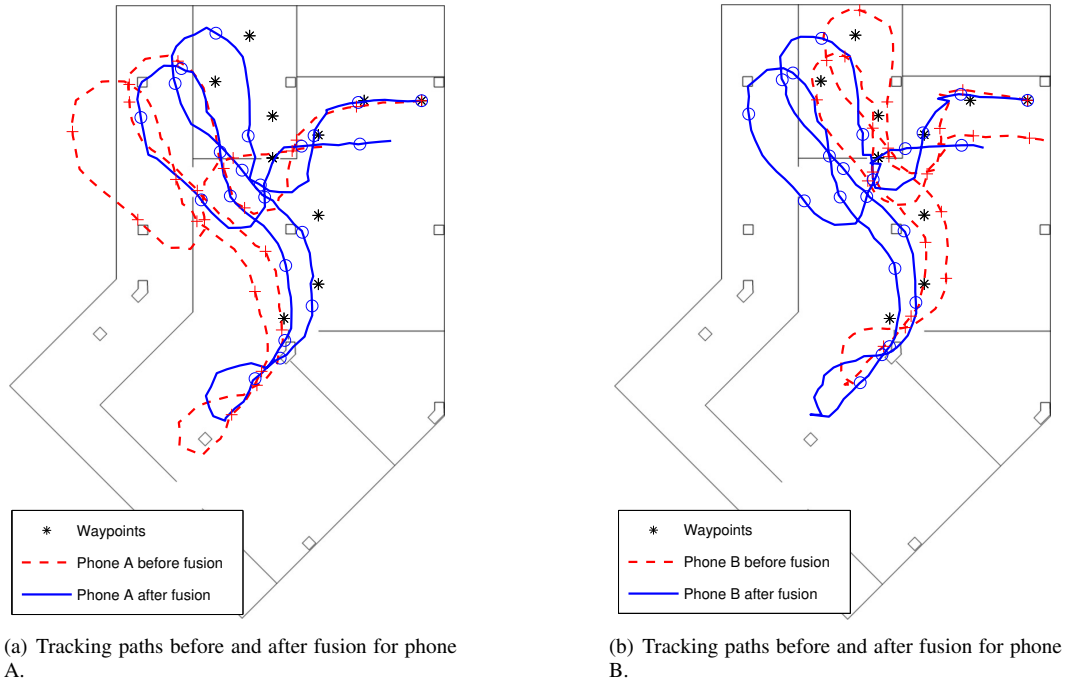 Waypoints
Phone A before fusion
Phone A after fusion
(a) Tracking paths before and after fusion for phone
A.
Waypoints
Phone B before fusion
Phone B after fusion
(b) Tracking paths before and after fusion for phone
B.